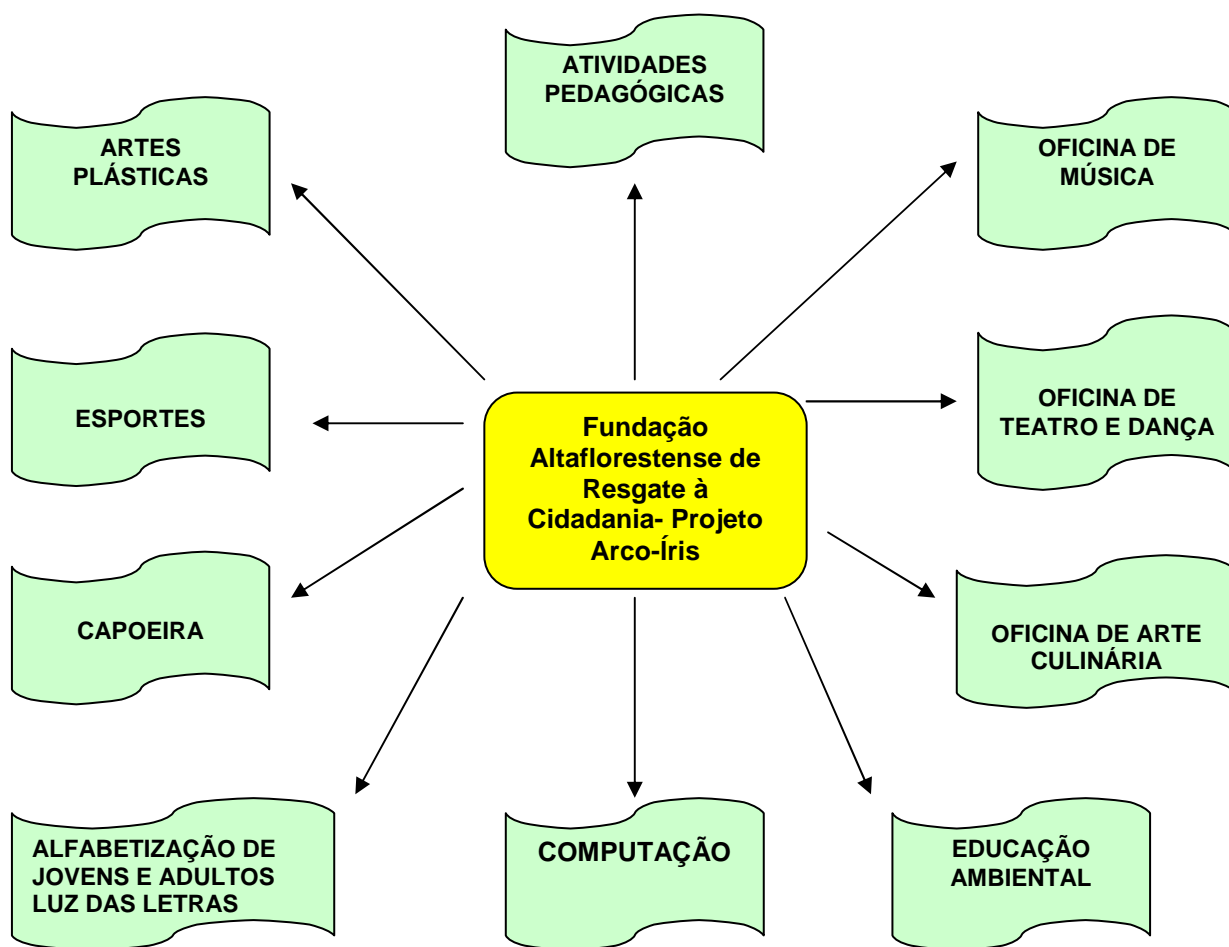 ATIVIDADES
PEDAGÓGICAS
ARTES
PLÁSTICAS
OFICINA DE
MÚSICA
ESPORTES
OFICINA DE
TEATRO E DANÇA
Fundação
Altaflorestense de
Resgate à
Cidadania- Projeto
Arco-Íris
CAPOEIRA
OFICINA DE ARTE
CULINÁRIA
ALFABETIZAÇÃO DE
JOVENS E ADULTOS
LUZ DAS LETRAS
COMPUTAÇÃO
EDUCAÇÃO
AMBIENTAL